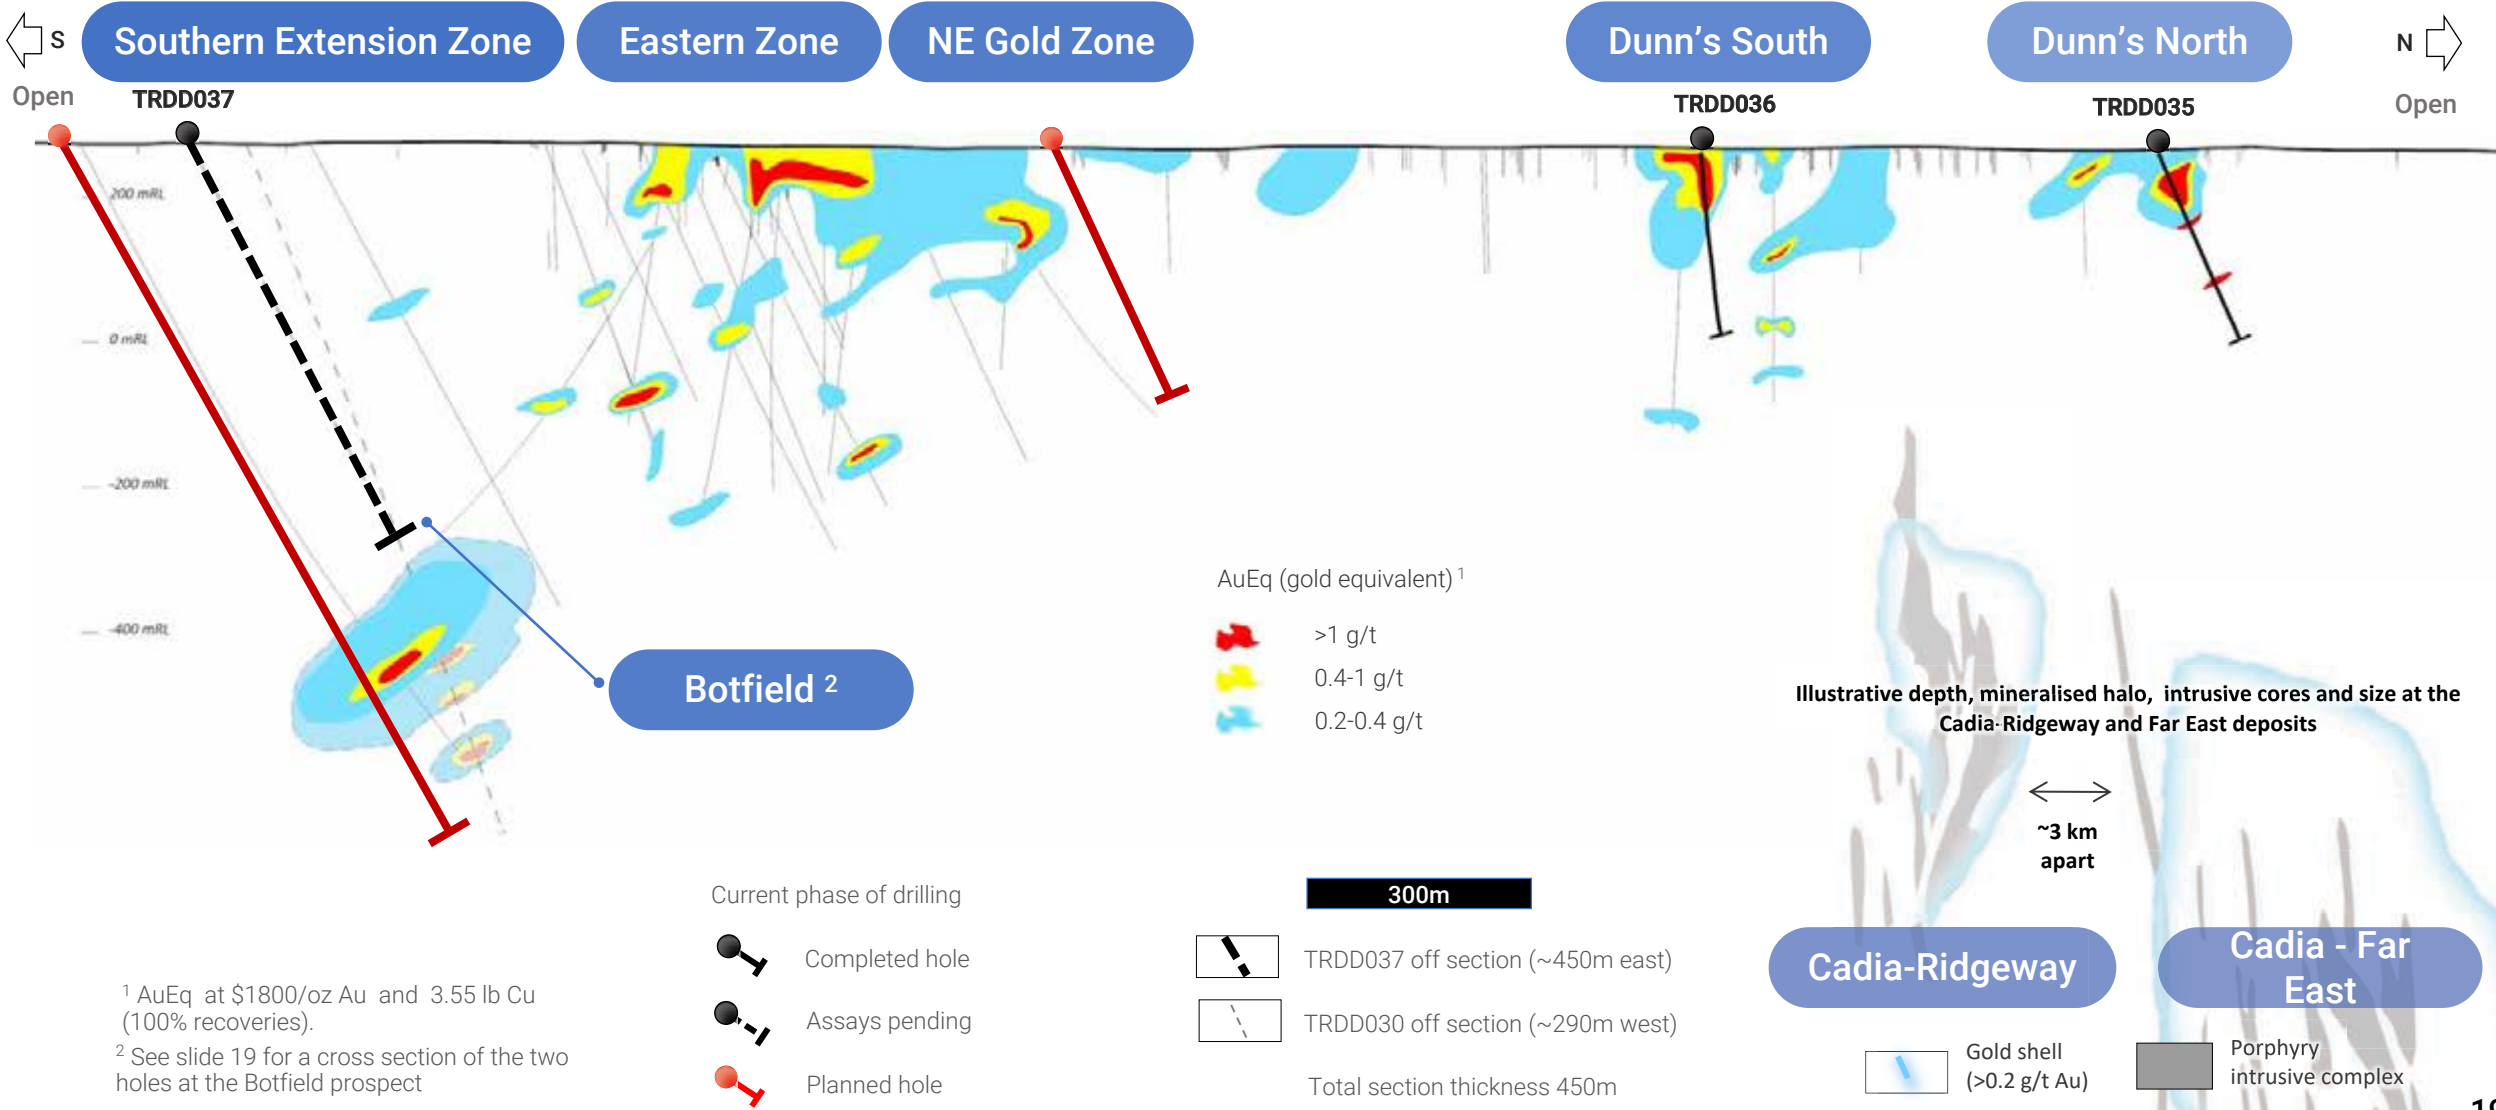 S
Southern Extension Zone
Eastern Zone
NE Gold Zone
Dunn’s South
Dunn’s North
N
Open
TRDD037
TRDD036
TRDD035
Open
200 mRL
0 mRL
-200 mRL
-400 mRL
Botfield ²
AuEq (gold equivalent) ¹
>1 g/t
0.4-1 g/t
0.2-0.4 g/t
Illustrative depth, mineralised halo, intrusive cores and size at the
Cadia-Ridgeway and Far East deposits
~3 km
apart
Current phase of drilling
Completed hole
Assays pending
Planned hole
300m
TRDD037 off section (~450m east)
TRDD030 off section (~290m west)
Total section thickness 450m
Cadia-Ridgeway
Cadia - Far
East
Gold shell
(>0.2 g/t Au)
Porphyry
intrusive complex
¹ AuEq at $1800/oz Au and 3.55 lb Cu
(100% recoveries).
² See slide 19 for a cross section of the two
holes at the Botfield prospect